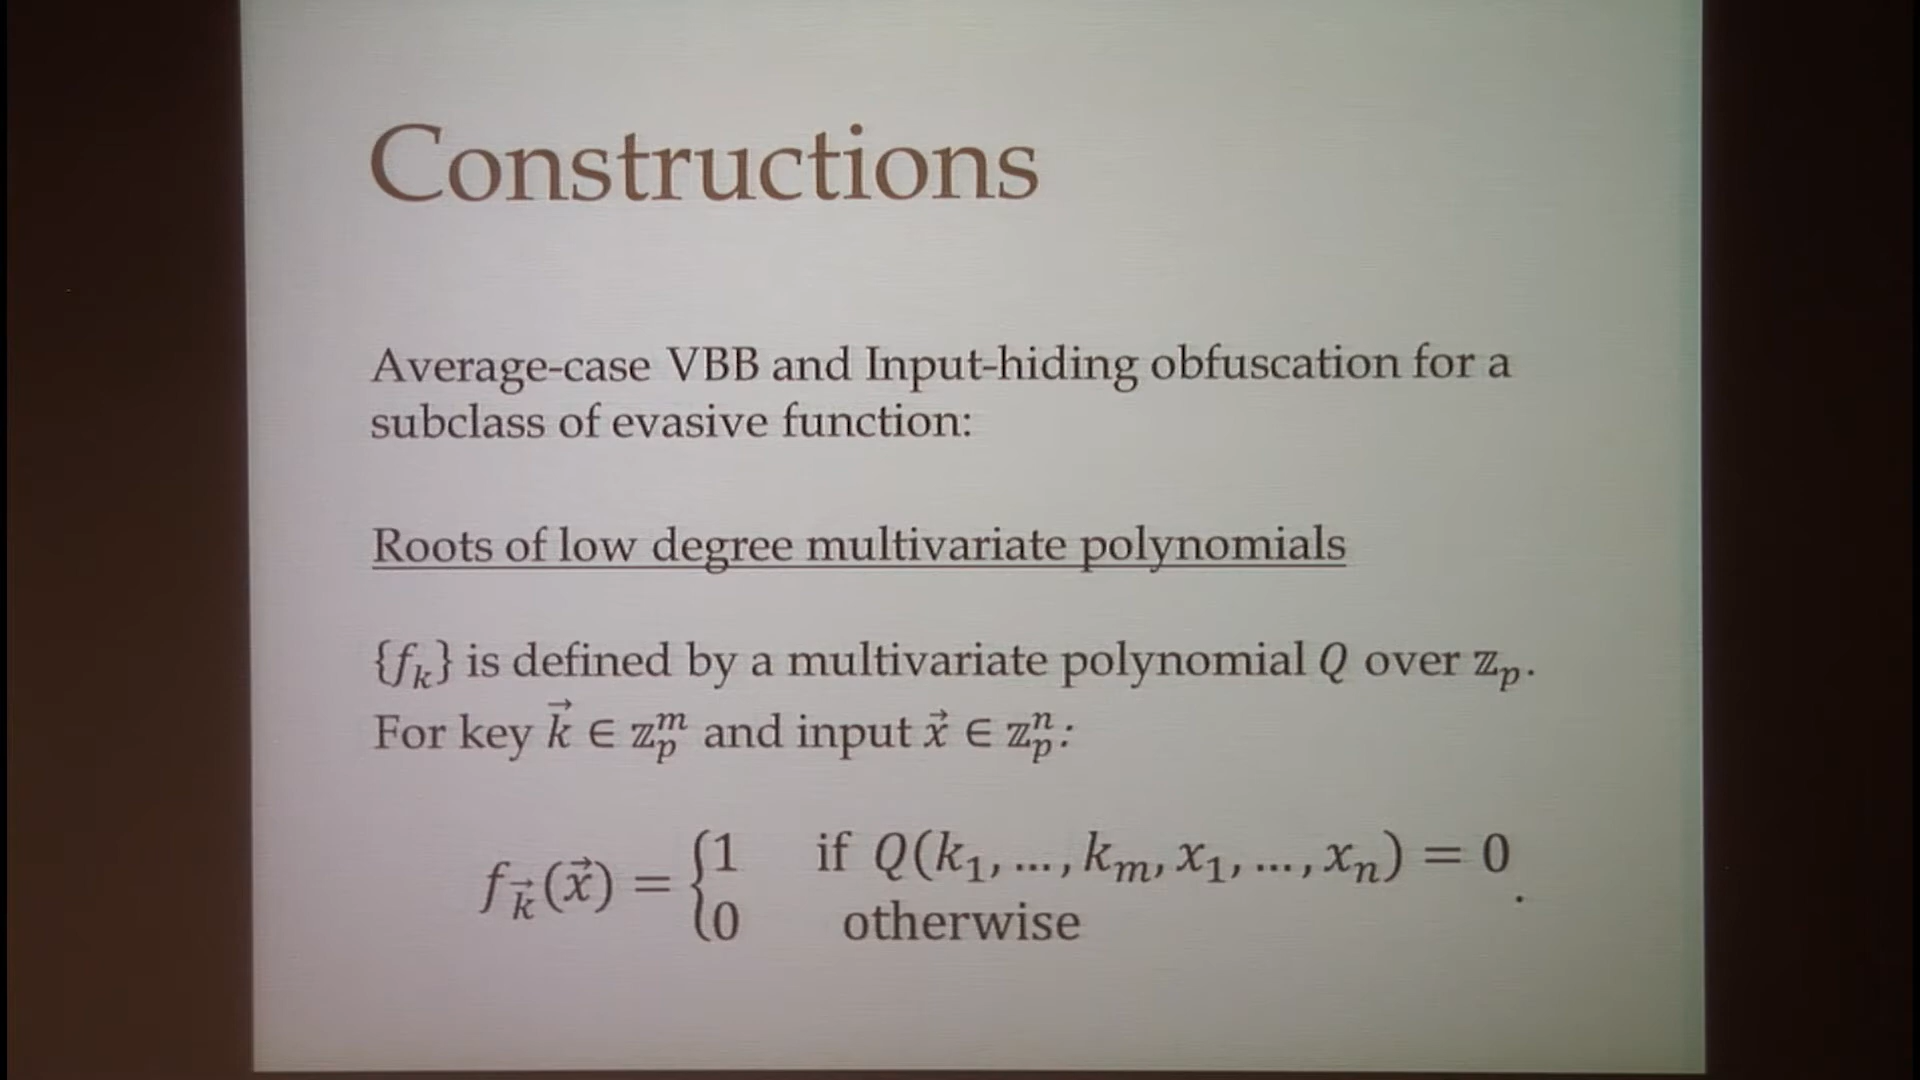 Constructions
Average-case VBB and Input-hiding obfuscation for a
subclass of evasive function:
Roots of low degree multivariate polynomials
{f_k} is defined by a multivariate polynomial Q over ℤ_p.
For key k⃗ ∈ ℤ_p^m and input x⃗ ∈ ℤ_p^n:
f_k⃗(x⃗) = {1 if Q(k₁, …, k_m, x₁, …, x_n) = 0
0 otherwise.